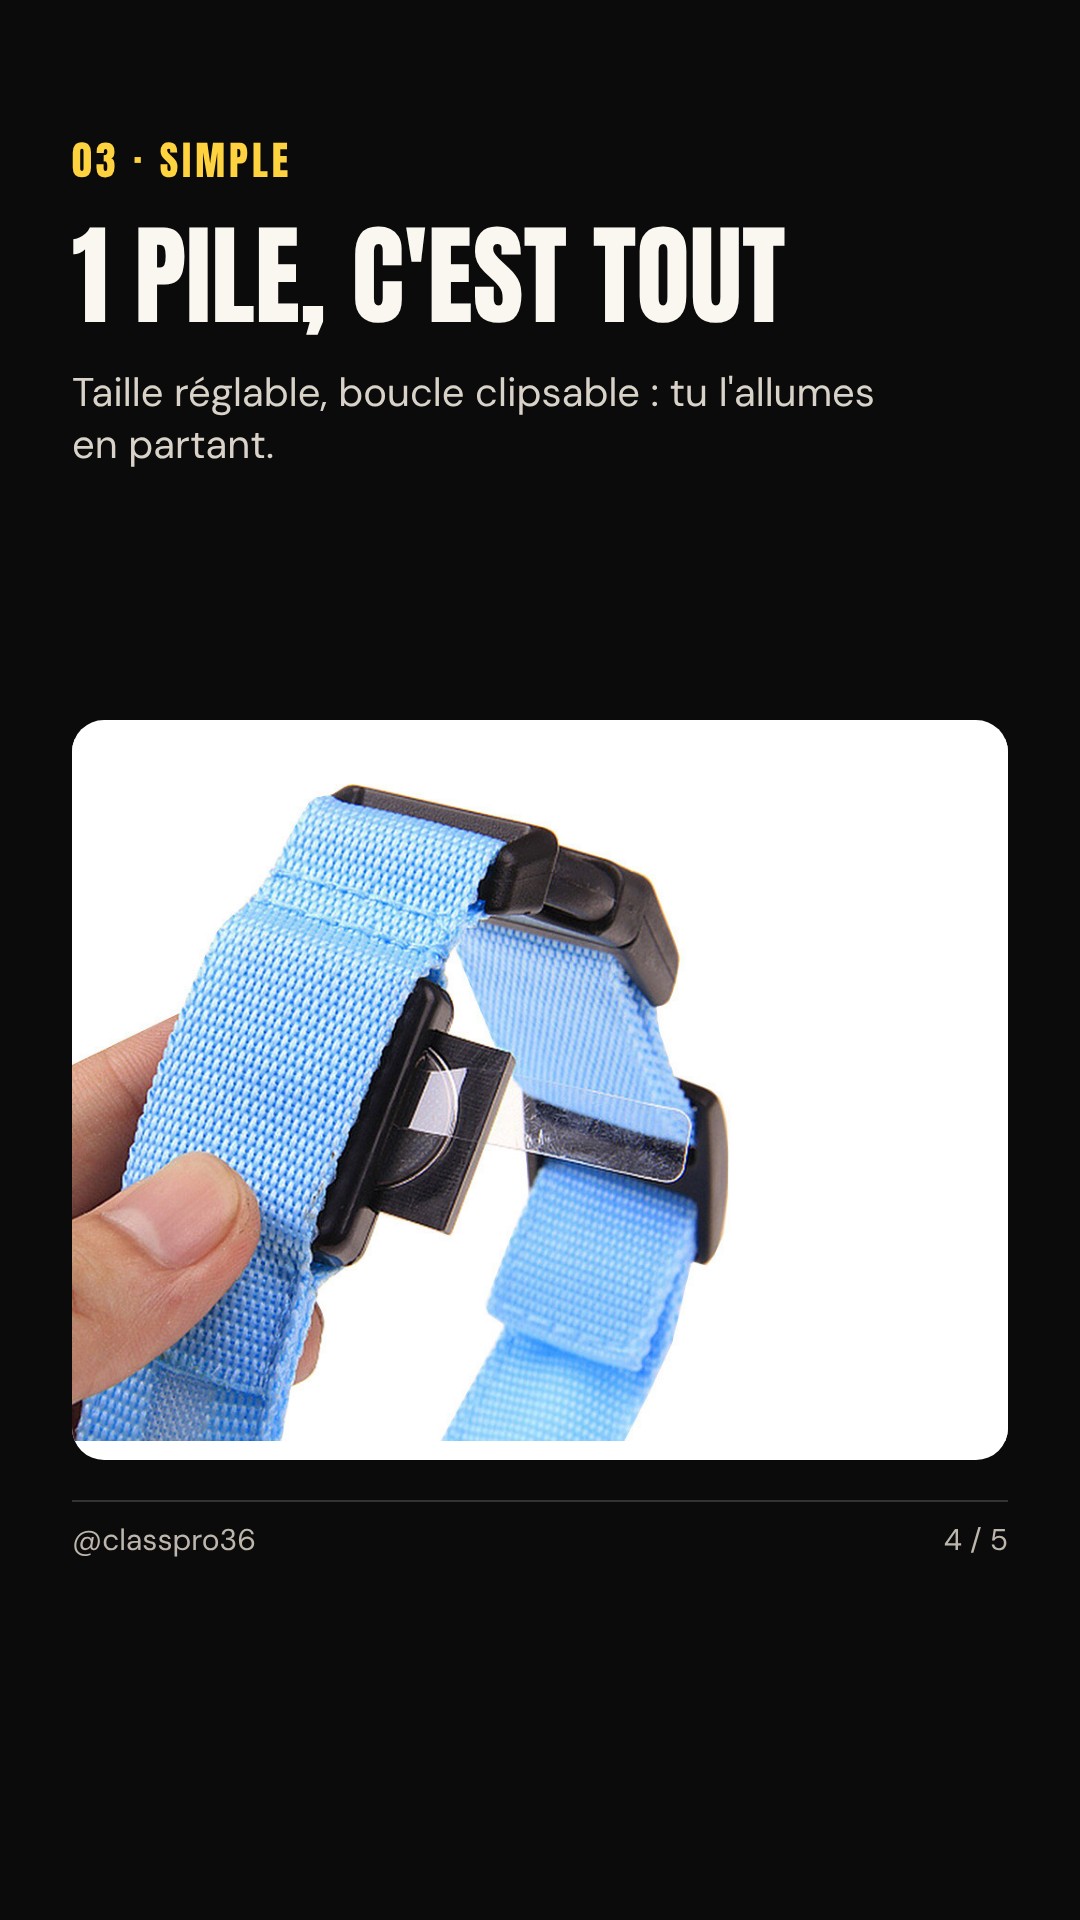 03 · SIMPLE
1 PILE, C'EST TOUT
Taille réglable, boucle clipsable : tu l'allumes
en partant.
@classpro36
4 / 5